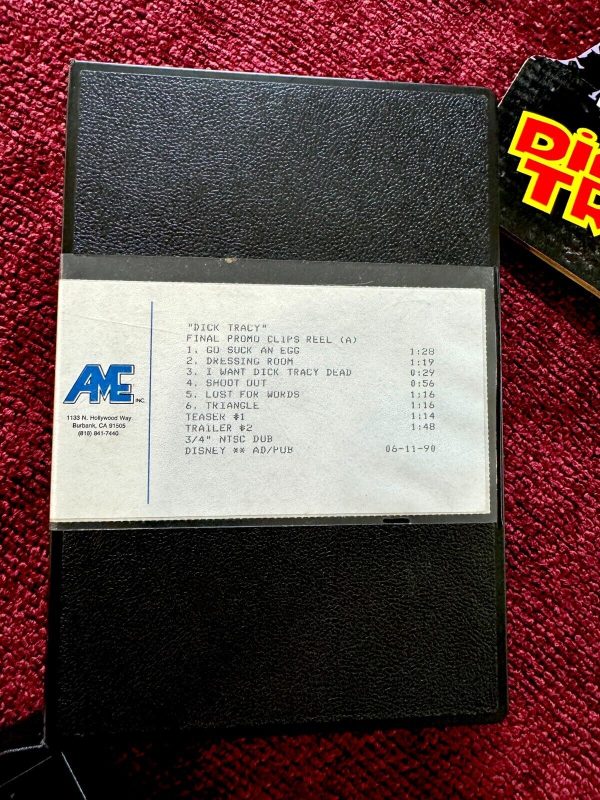 "DICK TRACY"
FINAL PROMO CLIPS REEL (A)
1. GO SUCK AN EGG 1:28
2. DRESSING ROOM 1:19
3. I WANT DICK TRACY DEAD 0:29
4. SHOOT OUT 0:56
5. LOST FOR WORDS 1:16
6. TRIANGLE 1:16
TEASER #1 1:14
TRAILER #2 1:48
3/4" NTSC DUB
DISNEY ** AD/PUB 06-11-90
AME INC.
1133 N. Hollywood Way
Burbank, CA 91505
(818) 841-7440